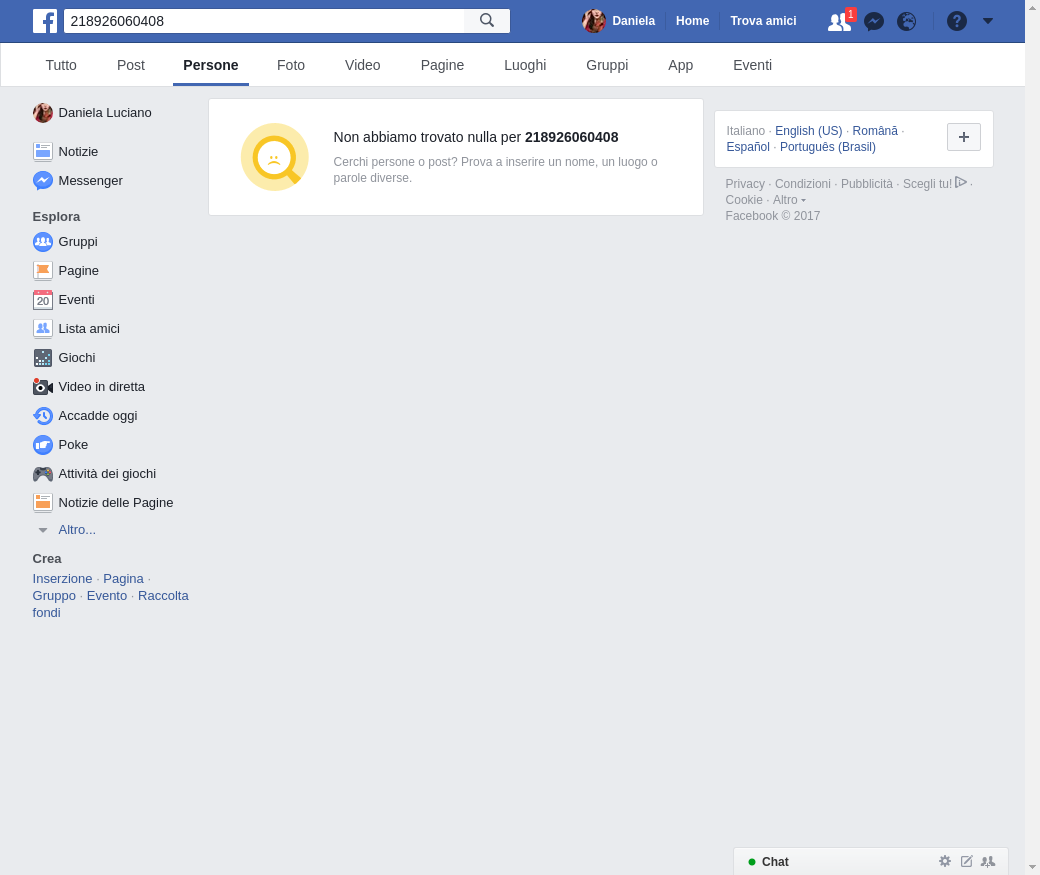 218926060408
Daniela
Home
Trova amici
1
Tutto
Post
Persone
Foto
Video
Pagine
Luoghi
Gruppi
App
Eventi
Daniela Luciano
Notizie
Messenger
Esplora
Gruppi
Pagine
20
Eventi
Lista amici
Giochi
Video in diretta
Accadde oggi
Poke
Attività dei giochi
Notizie delle Pagine
Altro...
Crea
Inserzione · Pagina ·
Gruppo · Evento · Raccolta
fondi
Non abbiamo trovato nulla per 218926060408
Cerchi persone o post? Prova a inserire un nome, un luogo o
parole diverse.
Italiano · English (US) · Română ·
Español · Português (Brasil)
Privacy · Condizioni · Pubblicità · Scegli tu! ·
Cookie · Altro
Facebook © 2017
Chat